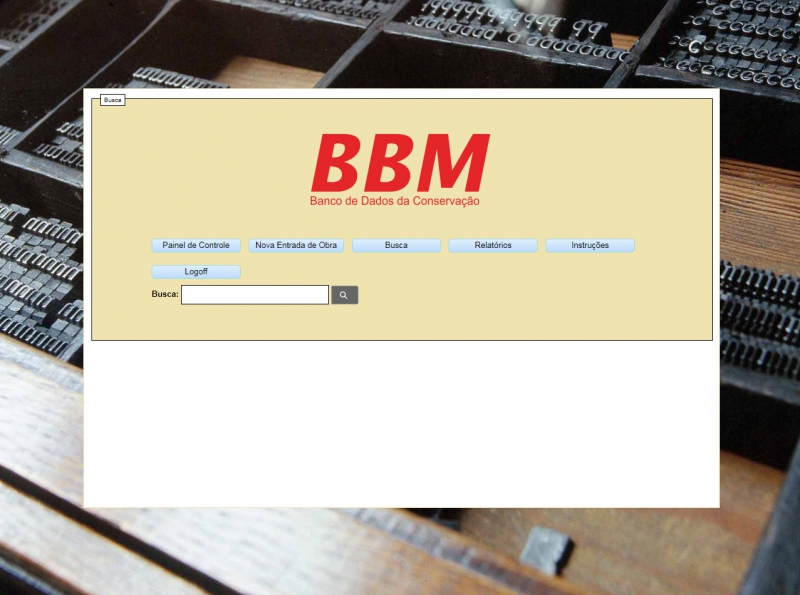 Busca
BBM
Banco de Dados da Conservação
Painel de Controle Nova Entrada de Obra Busca Relatórios Instruções
Logoff
Busca: